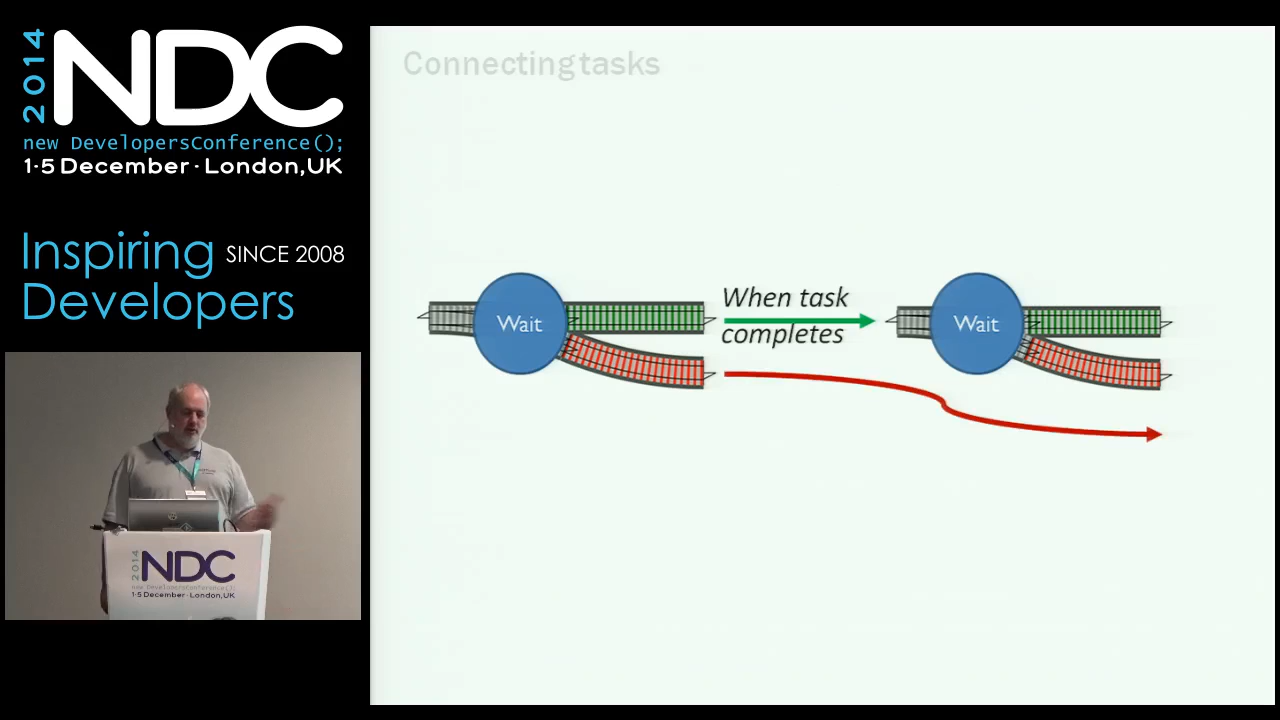 2014
NDC
new DevelopersConference();
1-5 December · London, UK
Inspiring SINCE 2008
Developers
Connecting tasks
Wait
When task
completes
Wait
2014
NDC
new DevelopersConference();
1-5 December · London, UK